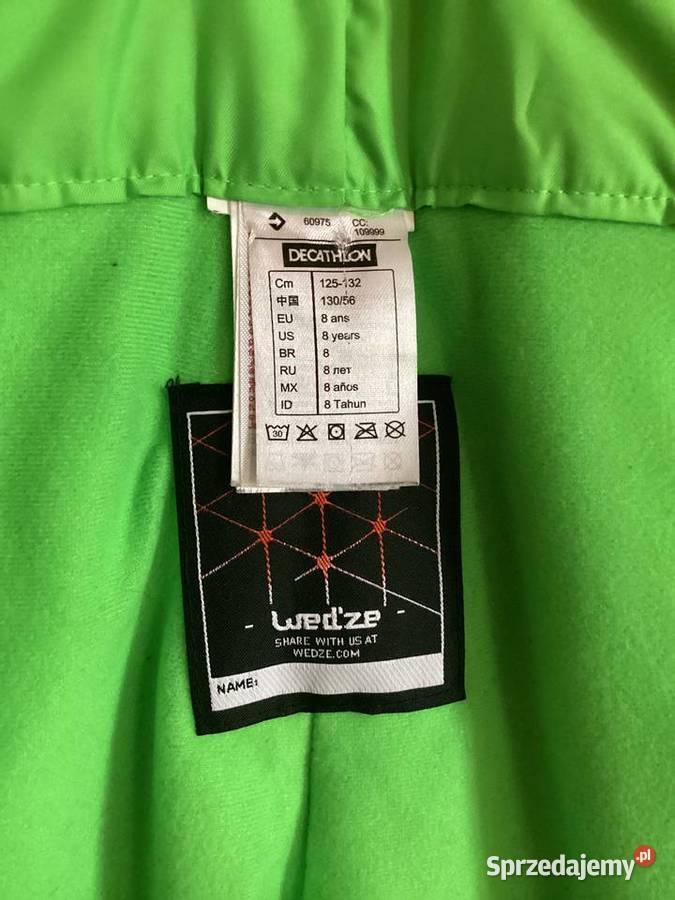 60975 CC:
109999
DECATHLON
Cm 125-132
中国 130/56
EU 8 ans
US 8 years
BR 8
RU 8 лет
MX 8 años
ID 8 Tahun
30
wed'ze
SHARE WITH US AT
WEDZE.COM
NAME:
Sprzedajemy.pl